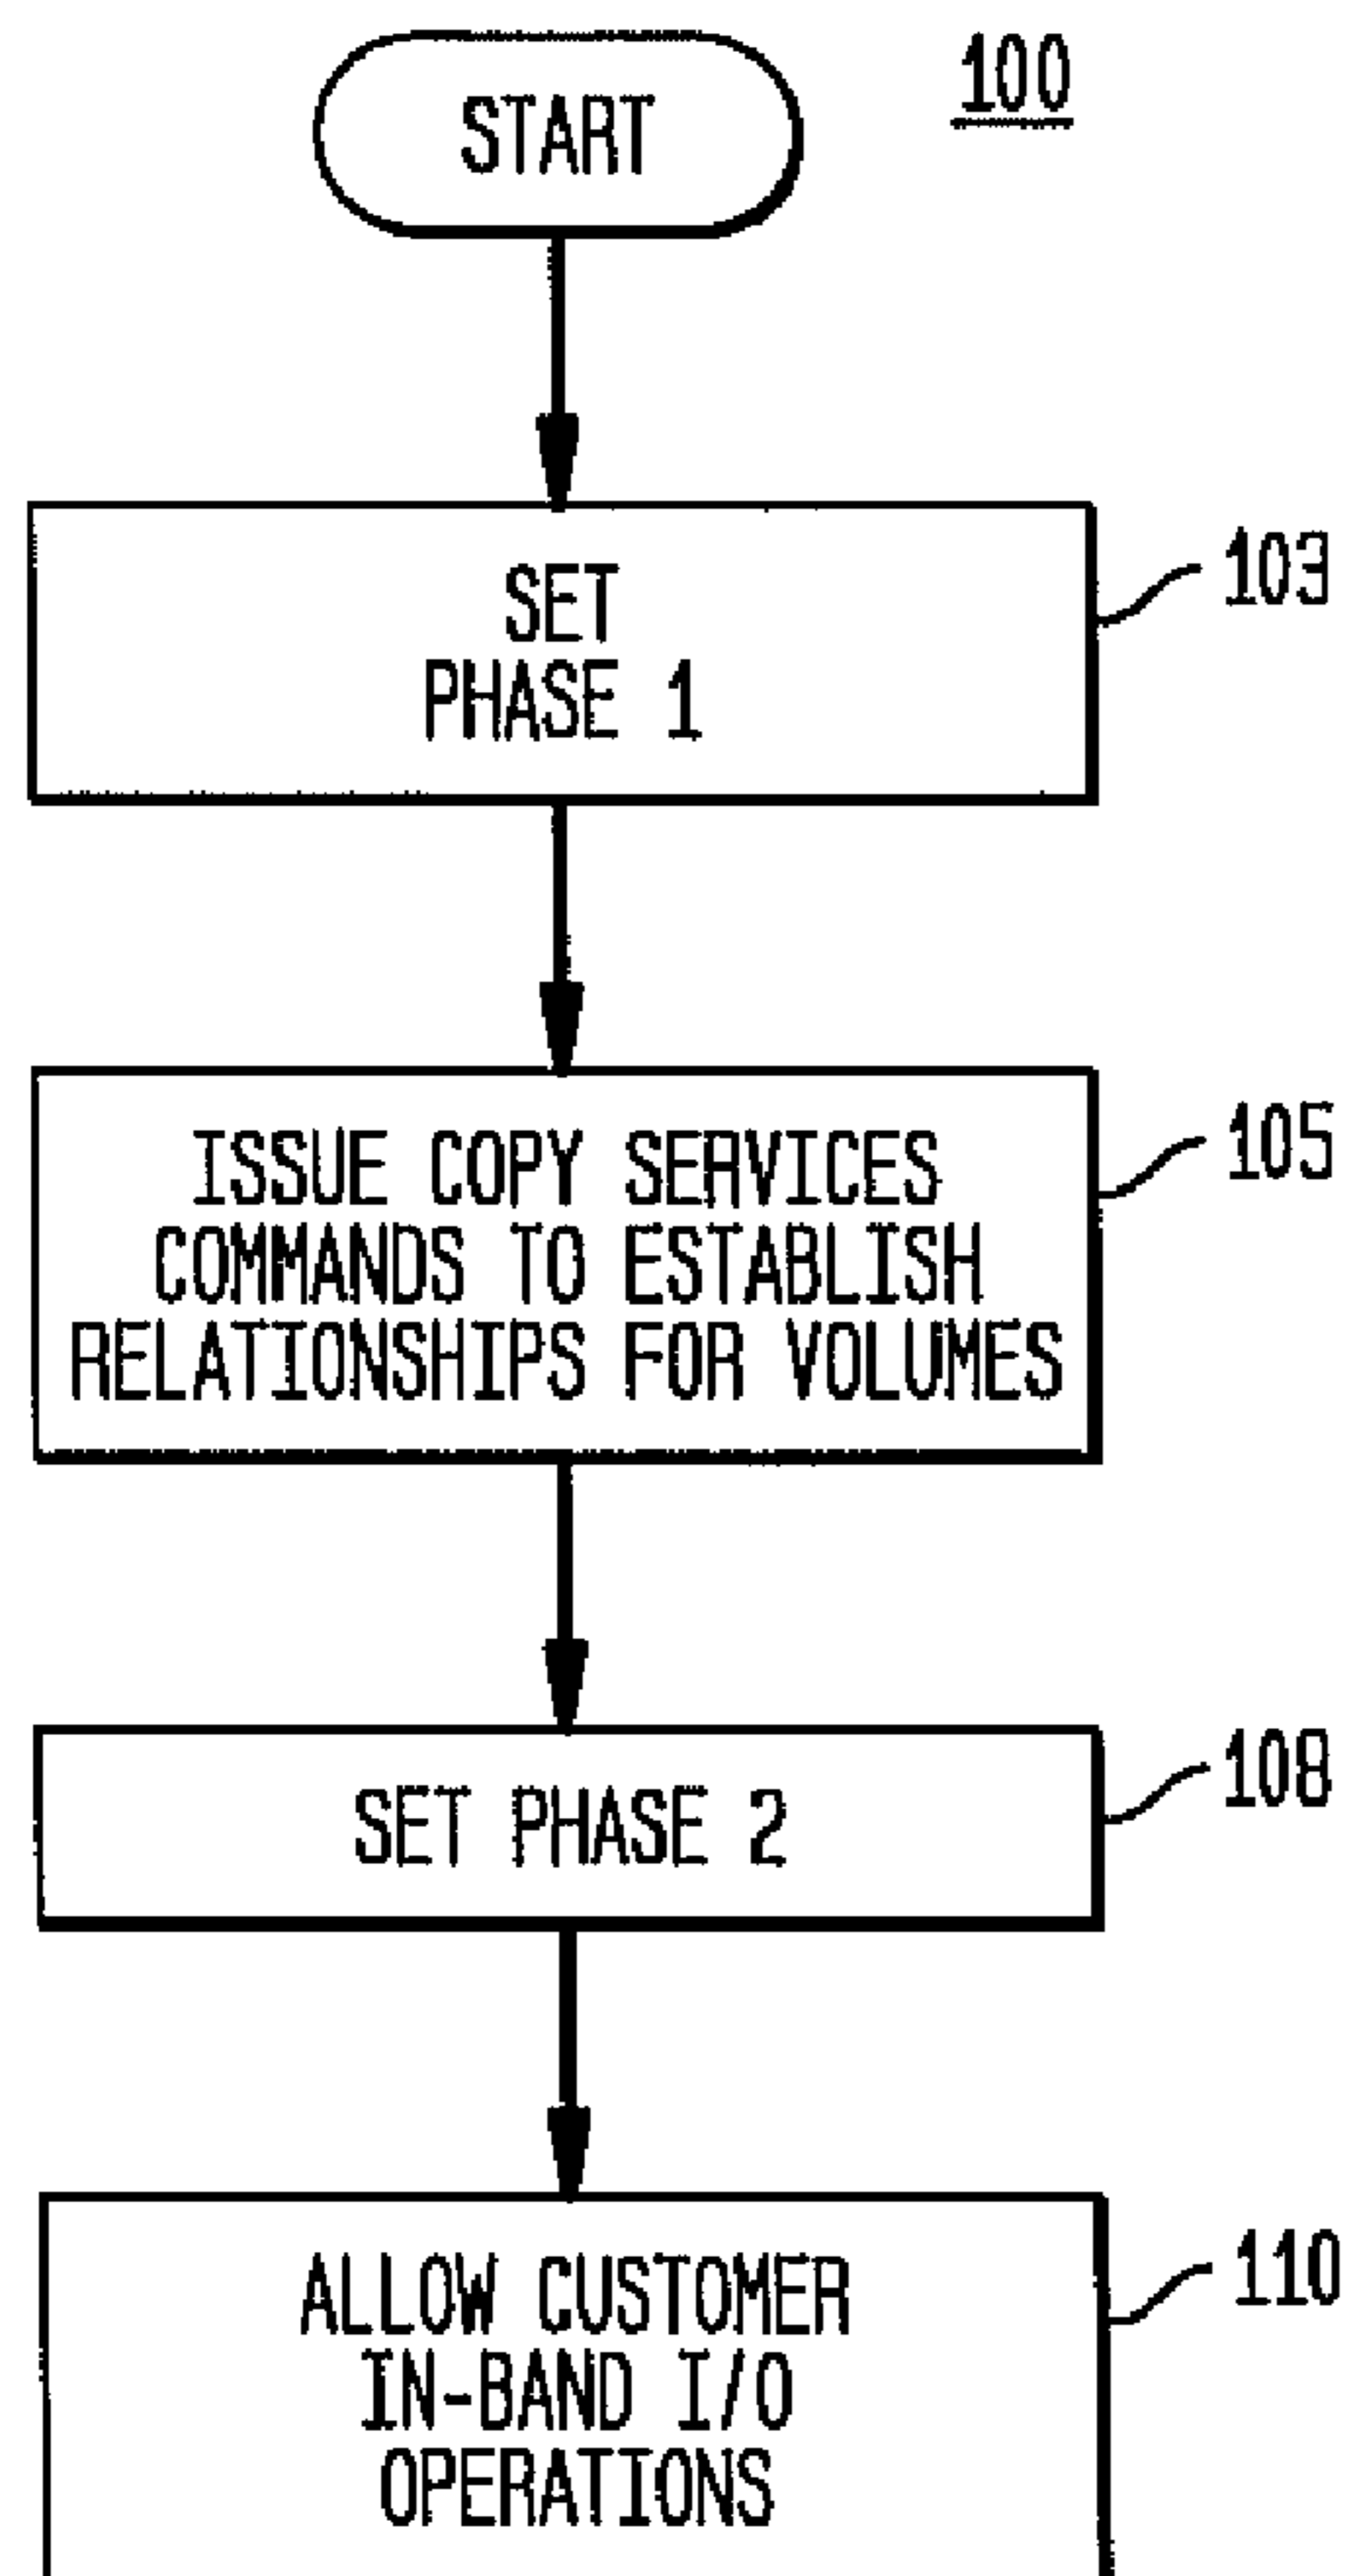 START
100
SET
PHASE 1
103
ISSUE COPY SERVICES
COMMANDS TO ESTABLISH
RELATIONSHIPS FOR VOLUMES
105
SET PHASE 2
108
ALLOW CUSTOMER
IN-BAND I/O
OPERATIONS
110